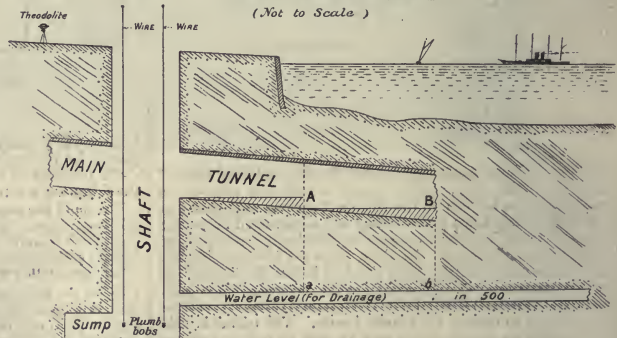 (Not to Scale)
Theodolite
WIRE
WIRE
MAIN
TUNNEL
SHAFT
A
B
a
b
Water Level (For Drainage) in 500
Sump
Plumb bobs